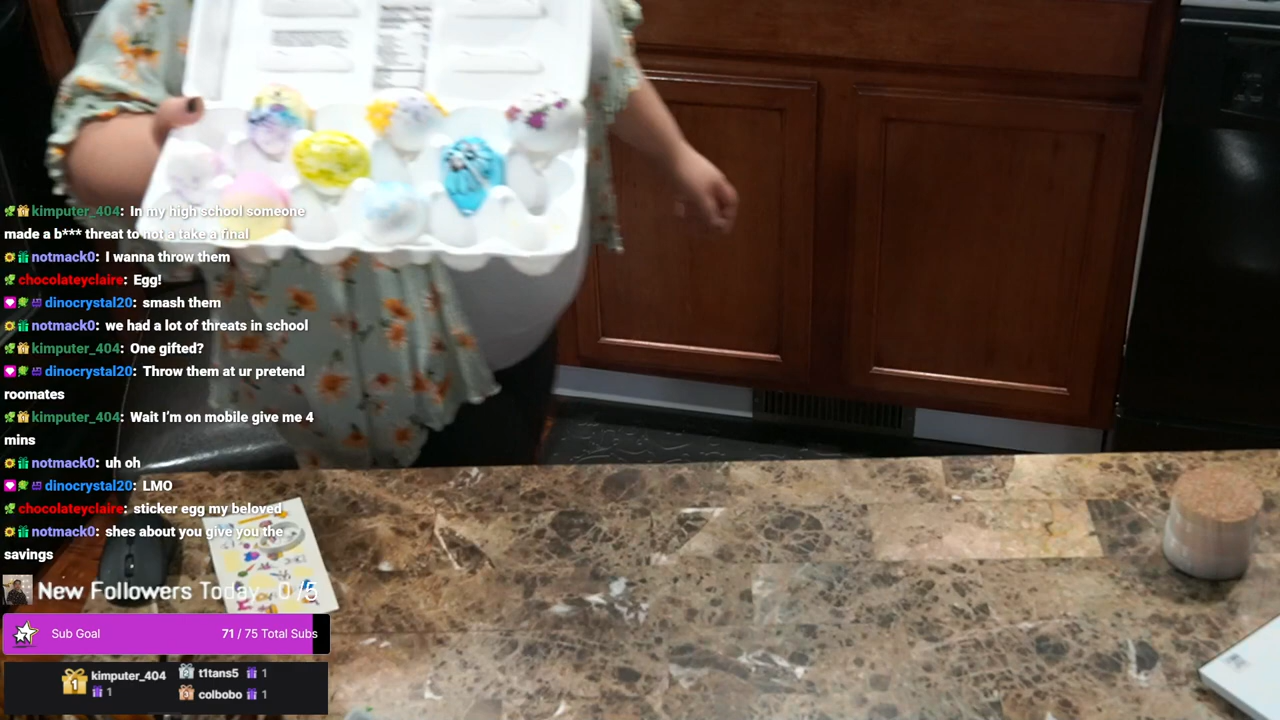 kimputer_404: In my high school someone
made a b*** threat to not a take a final
notmack0: I wanna throw them
chocolateyclaire: Egg!
dinocrystal20: smash them
notmack0: we had a lot of threats in school
kimputer_404: One gifted?
dinocrystal20: Throw them at ur pretend
roomates
kimputer_404: Wait I'm on mobile give me 4
mins
notmack0: uh oh
dinocrystal20: LMO
chocolateyclaire: sticker egg my beloved
notmack0: shes about you give you the
savings
New Followers Today 0 /5
Sub Goal 71 / 75 Total Subs
1 kimputer_404 1
t1tans5 1
colbobo 1